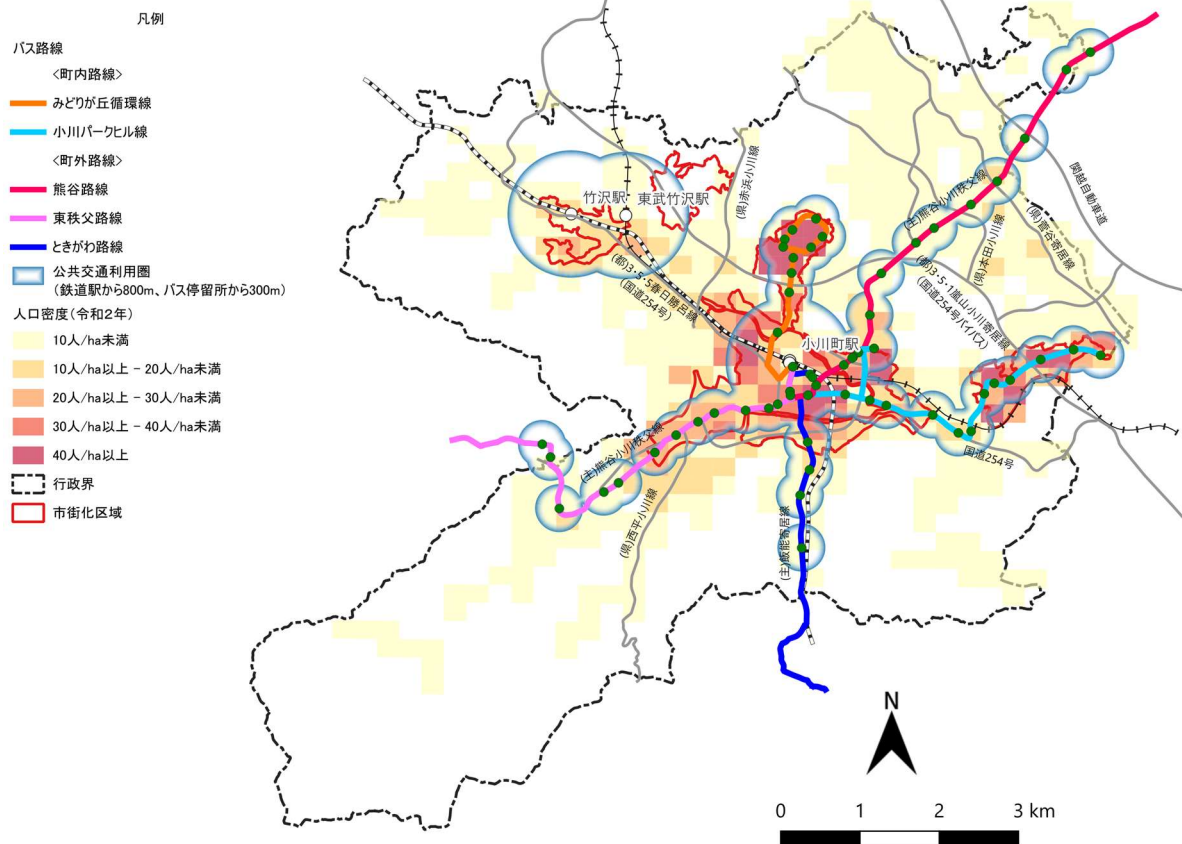 凡例
バス路線
<町内路線>
みどりが丘循環線
小川パークヒル線
<町外路線>
熊谷路線
東秩父路線
ときがわ路線
公共交通利用圏
(鉄道駅から800m、バス停留所から300m)
人口密度(令和2年)
10人/ha未満
10人/ha以上 - 20人/ha未満
20人/ha以上 - 30人/ha未満
30人/ha以上 - 40人/ha未満
40人/ha以上
行政界
市街化区域
竹沢駅
東武竹沢駅
(県)赤浜小川線
(都)3・5・5春日勝呂線
(国道254号)
小川町駅
(主)熊谷小川秩父線
関越自動車道
(県)菅谷寄居線
(県)本田小川線
(都)3・5・1嵐山小川寄居線
(国道254号バイパス)
国道254号
(主)熊谷小川秩父線
(県)西平小川線
(主)飯能寄居線
N
0 1 2 3 km